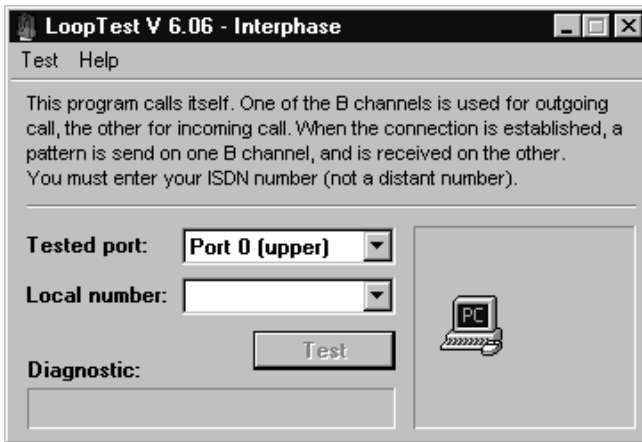 LoopTest V 6.06 - Interphase
Test Help
This program calls itself. One of the B channels is used for outgoing
call, the other for incoming call. When the connection is established, a
pattern is send on one B channel, and is received on the other.
You must enter your ISDN number (not a distant number).
Tested port: Port 0 (upper)
Local number:
PC
Test
Diagnostic: